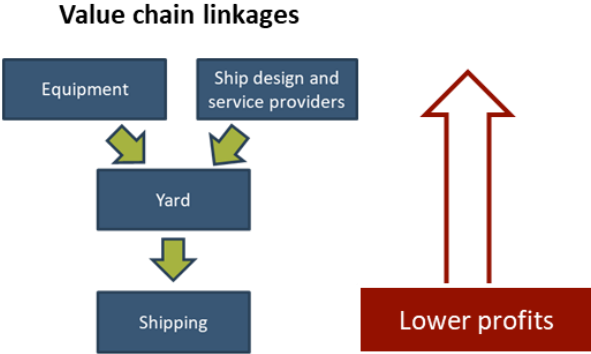 Value chain linkages
Equipment
Ship design and
service providers
Yard
Shipping
Lower profits